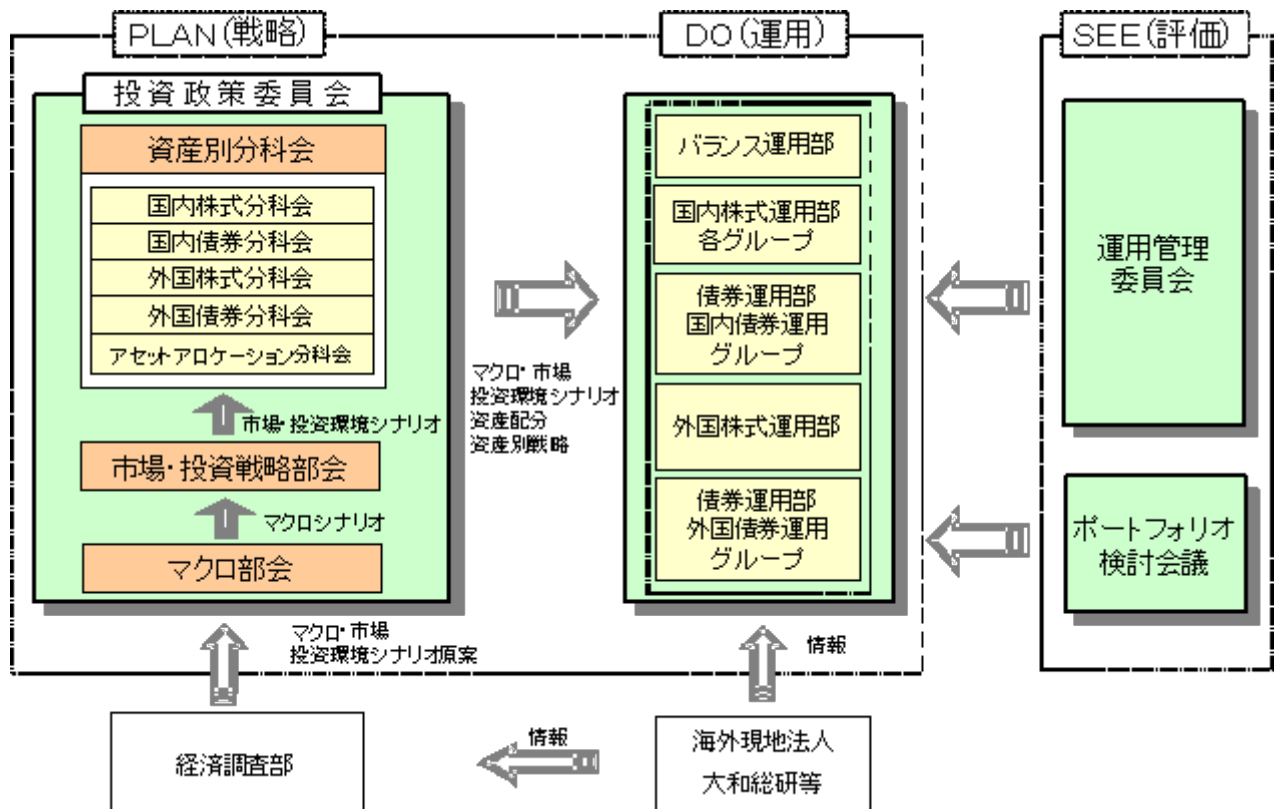 PLAN(戦略)
投資政策委員会
資産別分科会
国内株式分科会
国内債券分科会
外国株式分科会
外国債券分科会
アセットアロケーション分科会
市場・投資環境シナリオ
市場・投資戦略部会
マクロシナリオ
マクロ部会
マクロ・市場
投資環境シナリオ原案
経済調査部
マクロ・市場
投資環境シナリオ
資産配分
資産別戦略
DO(運用)
バランス運用部
国内株式運用部
各グループ
債券運用部
国内債券運用
グループ
外国株式運用部
債券運用部
外国債券運用
グループ
情報
情報
海外現地法人
大和総研等
SEE(評価)
運用管理
委員会
ポートフォリオ
検討会議